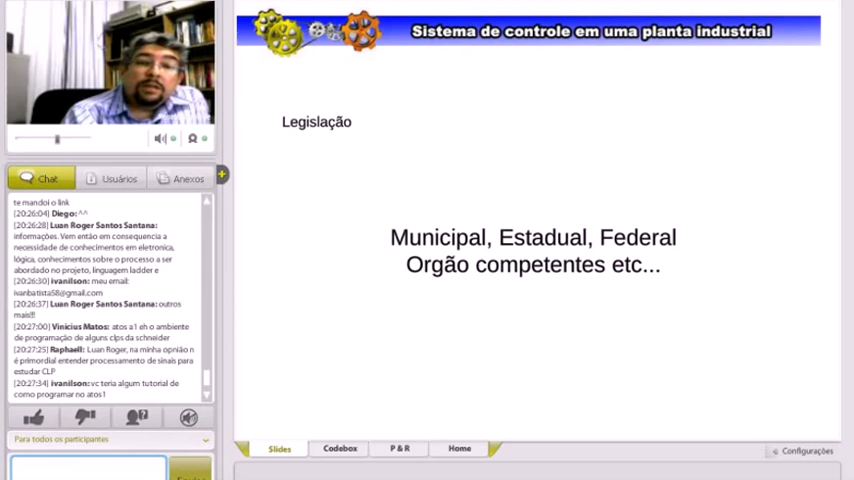 Sistema de controle em uma planta industrial
Legislação
Municipal, Estadual, Federal
Orgão competentes etc...
Chat
Usuários
Anexos
te mandoi o link
[20:26:04] Diego: ^^
[20:26:28] Luan Roger Santos Santana:
informações. Vem então em consequencia a
necessidade de conhecimentos em eletronica,
lógica, conhecimentos sobre o processo a ser
abordado no projeto, linguagem ladder e
[20:26:30] ivanilson: meu email:
ivanbatista58@gmail.com
[20:26:37] Luan Roger Santos Santana: outros
mais!!!
[20:27:00] Vinicius Matos: atos a1 eh o ambiente
de programação de alguns clps da schneider
[20:27:25] Raphaell: Luan Roger, na minha opnião n
é primordial entender processamento de sinais para
estudar CLP
[20:27:34] ivanilson: vc teria algum tutorial de
como programar no atos1
Para todos os participantes
Slides
Codebox
P & R
Home
Configurações